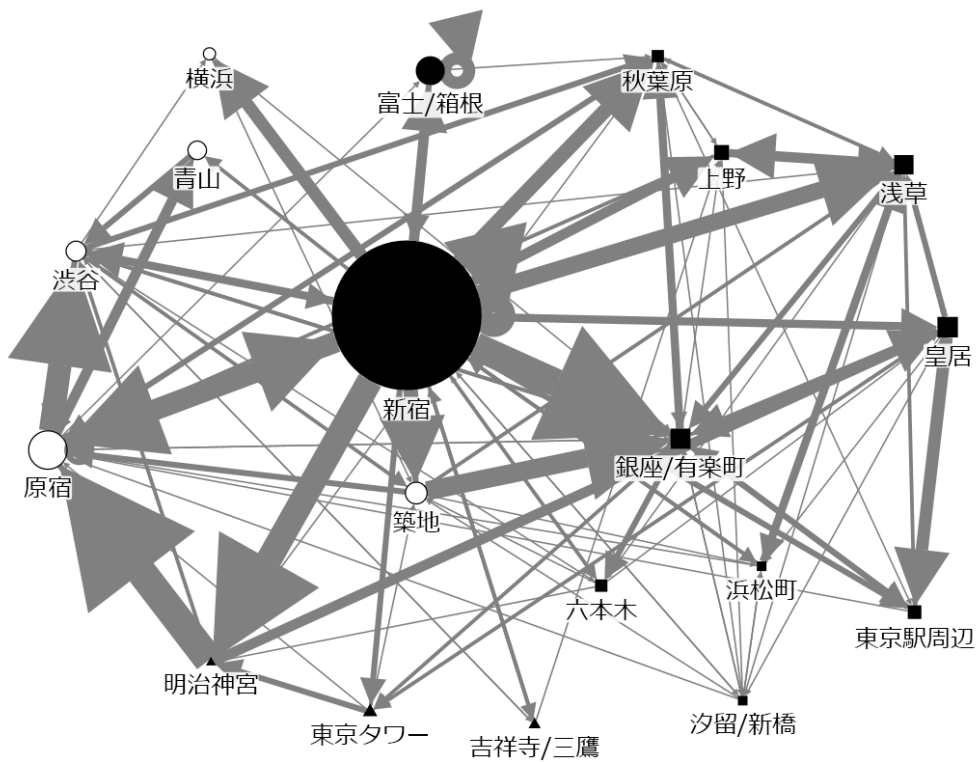 横浜
富士/箱根
秋葉原
青山
上野
浅草
渋谷
皇居
新宿
銀座/有楽町
原宿
築地
浜松町
六本木
東京駅周辺
明治神宮
汐留/新橋
東京タワー
吉祥寺/三鷹